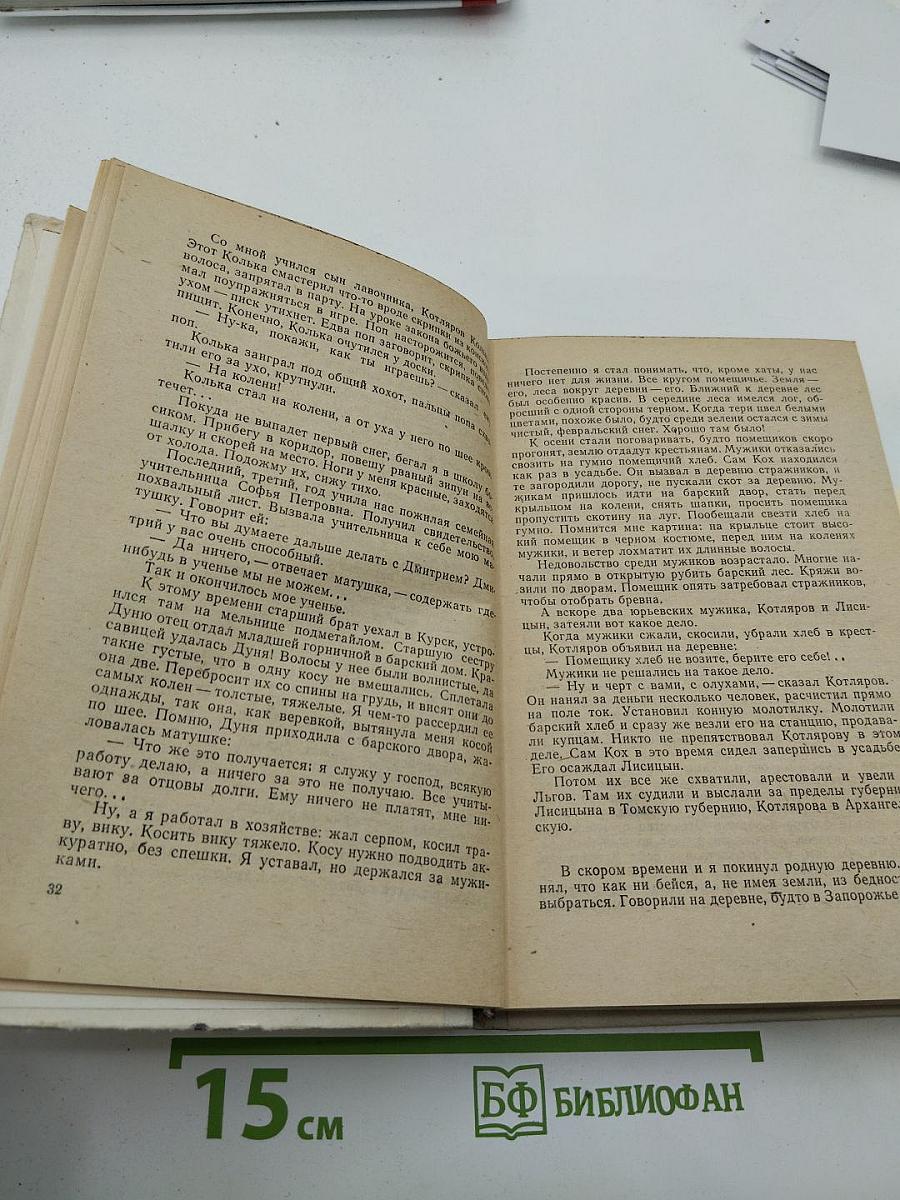 Со мной учился сын лавочника, Котляров
Этот Колька смастерил что-то вроде скрипки из
волоса, запрятал в парту. На уроке закона божьего
мал поупражняться в игре. Поп насторожится,
ухом — писк утихнет. Едва поп заговорит, скрипка
пищит. Конечно, Колька очутился у доски.
— Ну-ка, покажи, как ты играешь? — сказал
поп.
Колька заиграл под общий хохот, пальцы попа
тили его за ухо, крутнули.
— На колени!
Колька стал на колени, а от уха у него по шее
течет...
Покуда не выпадет первый снег, бегал я в школу
сиком. Прибегу в коридор, повешу рваный зипун на
шалку и скорей на место. Ноги у меня красные, заходятся
от холода. Подожму их, сижу тихо.
Последний, третий, год учила нас пожилая семейная
учительница Софья Петровна. Получил свидетельство,
похвальный лист. Вызвала учительница к себе мою ма-
тушку. Говорит ей:
— Что вы думаете дальше делать с Дмитрием? Дми-
трий у вас очень способный.
— Да ничего, — отвечает матушка, — содержать где-
нибудь в ученье мы не можем...
Так и окончилось мое ученье.
К этому времени старший брат уехал в Курск, устро-
ился там на мельнице подметайлом. Старшую сестру
Дуню отец отдал младшей горничной в барский дом. Кра-
савицей удалась Дуня! Волосы у нее были волнистые, да
такие густые, что в одну косу не вмещались. Сплетала
она две. Перебросит их со спины на грудь, и висят они до
самых колен — толстые, тяжелые. Я чем-то рассердил ее
однажды, так она, как веревкой, вытянула меня косой
по шее. Помню, Дуня приходила с барского двора, жа-
ловалась матушке:
— Что же это получается: я служу у господ, всякую
работу делаю, а ничего за это не получаю. Все учиты-
вают за отцовы долги. Ему ничего не платят, мне ни-
чего...
Ну, а я работал в хозяйстве: жал серпом, косил тра-
ву, вику. Косить вику тяжело. Косу нужно подводить ак-
куратно, без спешки. Я уставал, но держался за мужи-
ками.
32
Постепенно я стал понимать, что, кроме хаты, у нас
ничего нет для жизни. Все кругом помещичье. Земля —
его, леса вокруг деревни — его. Ближний к деревне лес
был особенно красив. В середине леса имелся лог, об-
росший с одной стороны терном. Когда терн цвел белыми
цветами, похоже было, будто среди зелени остался с зимы
чистый, февральский снег. Хорошо там было!
К осени стали поговаривать, будто помещиков скоро
прогонят, землю отдадут крестьянам. Мужики отказались
свозить на гумно помещичий хлеб. Сам Кох находился
как раз в усадьбе. Он вызвал в деревню стражников, и
те загородили дорогу, не пускали скот за деревню. Му-
жикам пришлось идти на барский двор, стать перед
крыльцом на колени, снять шапки, просить помещика
пропустить скотину на луг. Пообещали свезти хлеб на
гумно. Помнится мне картина: на крыльце стоит высо-
кий помещик в черном костюме, перед ним на коленях
мужики, и ветер лохматит их длинные волосы.
Недовольство среди мужиков возрастало. Многие на-
чали прямо в открытую рубить барский лес. Кряжи во-
зили по дворам. Помещик опять затребовал стражников,
чтобы отобрать бревна.
А вскоре два юрьевских мужика, Котляров и Лиси-
цын, затеяли вот какое дело.
Когда мужики сжали, скосили, убрали хлеб в крест-
цы, Котляров объявил на деревне:
— Помещику хлеб не возите, берите его себе!..
Мужики не решались на такое дело.
— Ну и черт с вами, с олухами, — сказал Котляров.
Он нанял за деньги несколько человек, расчистил прямо
на поле ток. Установил конную молотилку. Молотили
барский хлеб и сразу же везли его на станцию, продава-
ли купцам. Никто не препятствовал Котлярову в этом
деле, Сам Кох в это время сидел запершись в усадьбе
Его осаждал Лисицын.
Потом их все же схватили, арестовали и увели
Льгов. Там их судили и выслали за пределы губерни
Лисицына в Томскую губернию, Котлярова в Архангел
скую.
В скором времени и я покинул родную деревню.
нял, что как ни бейся, а, не имея земли, из беднос
выбраться. Говорили на деревне, будто в Запорожье
15 см
БФ БИБЛИОФАН